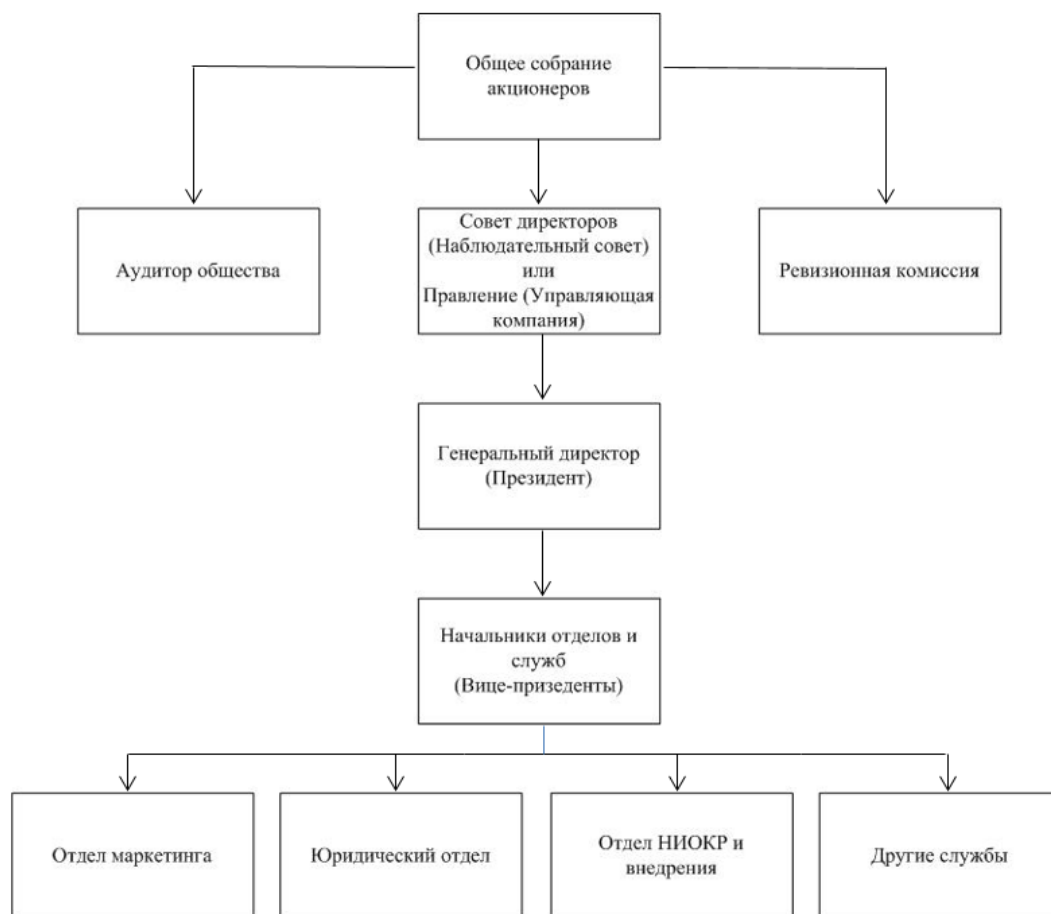 Общее собрание
акционеров
Аудитор общества
Совет директоров
(Наблюдательный совет)
или
Правление (Управляющая
компания)
Ревизионная комиссия
Генеральный директор
(Президент)
Начальники отделов и
служб
(Вице-призеденты)
Отдел маркетинга
Юридический отдел
Отдел НИОКР и
внедрения
Другие службы